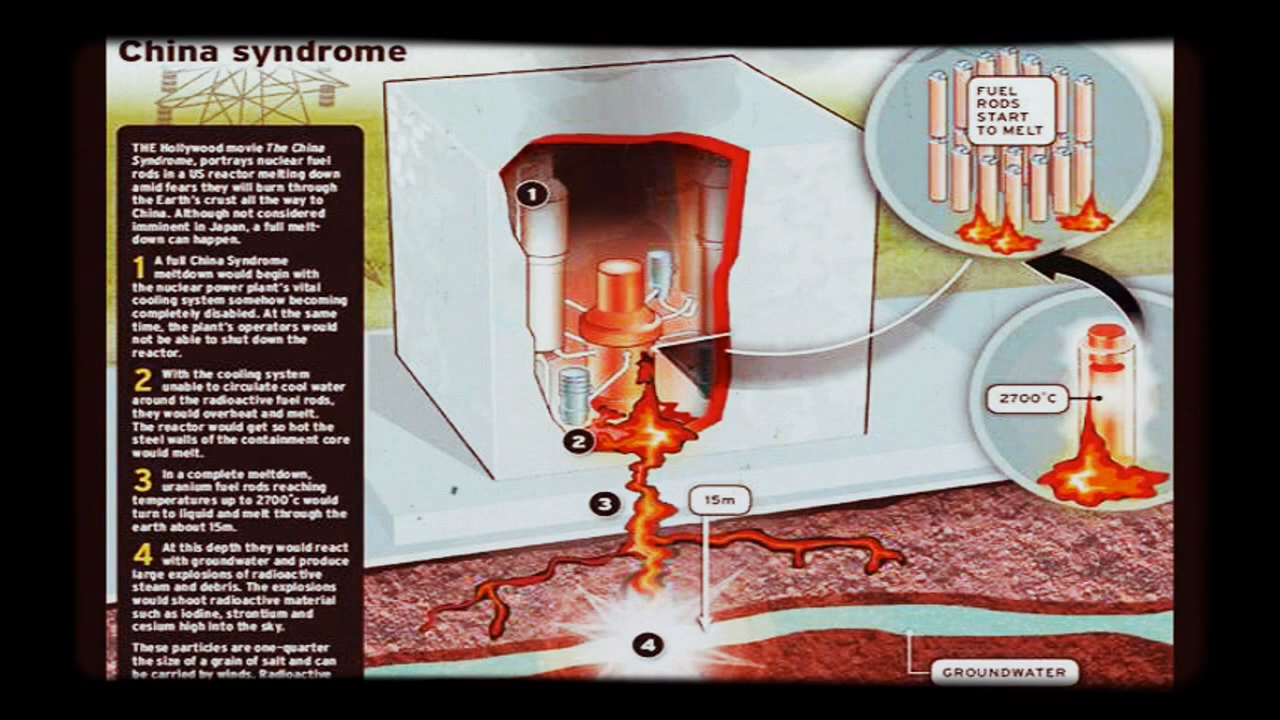 China syndrome
THE Hollywood movie The China
Syndrome, portrays nuclear fuel
rods in a US reactor melting down
amid fears they will burn through
the Earth's crust all the way to
China. Although not considered
imminent in Japan, a full melt-
down can happen.
1 A full China Syndrome
meltdown would begin with
the nuclear power plant's vital
cooling system somehow becoming
completely disabled. At the same
time, the plant's operators would
not be able to shut down the
reactor.
2 With the cooling system
unable to circulate cool water
around the radioactive fuel rods,
they would overheat and melt.
The reactor would get so hot the
steel walls of the containment core
would melt.
3 In a complete meltdown,
uranium fuel rods reaching
temperatures up to 2700°c would
turn to liquid and melt through the
earth about 15m.
4 At this depth they would react
with groundwater and produce
large explosions of radioactive
steam and debris. The explosions
would shoot radioactive material
such as iodine, strontium and
cesium high into the sky.
These particles are one-quarter
the size of a grain of salt and can
be carried by winds. Radioactive
1
2
3
15m
4
GROUNDWATER
FUEL
RODS
START
TO MELT
2700°C